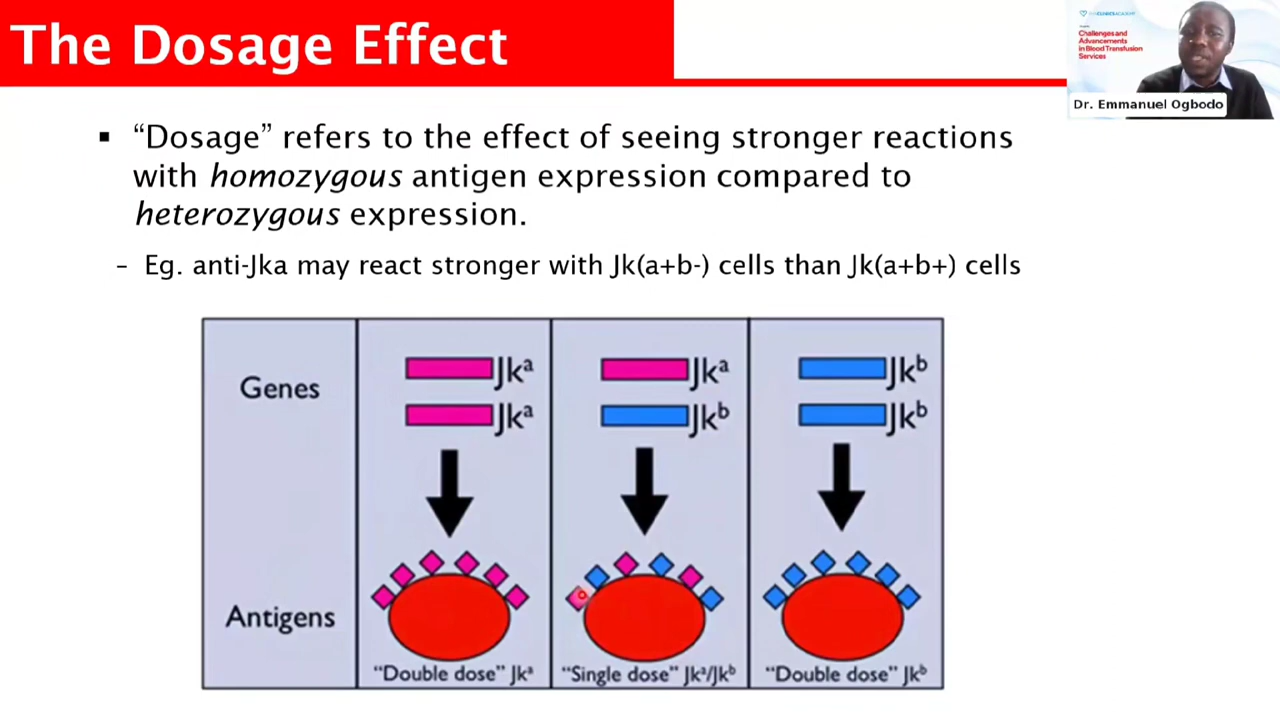 The Dosage Effect
Challenges and
Advancements
in Blood Transfusion
Services
Dr. Emmanuel Ogbodo
▪ “Dosage” refers to the effect of seeing stronger reactions
with homozygous antigen expression compared to
heterozygous expression.
– Eg. anti-Jka may react stronger with Jk(a+b-) cells than Jk(a+b+) cells
Genes
Jkᵃ Jkᵃ Jkᵇ
Jkᵃ Jkᵇ Jkᵇ
Antigens
“Double dose” Jkᵃ “Single dose” Jkᵃ/Jkᵇ “Double dose” Jkᵇ